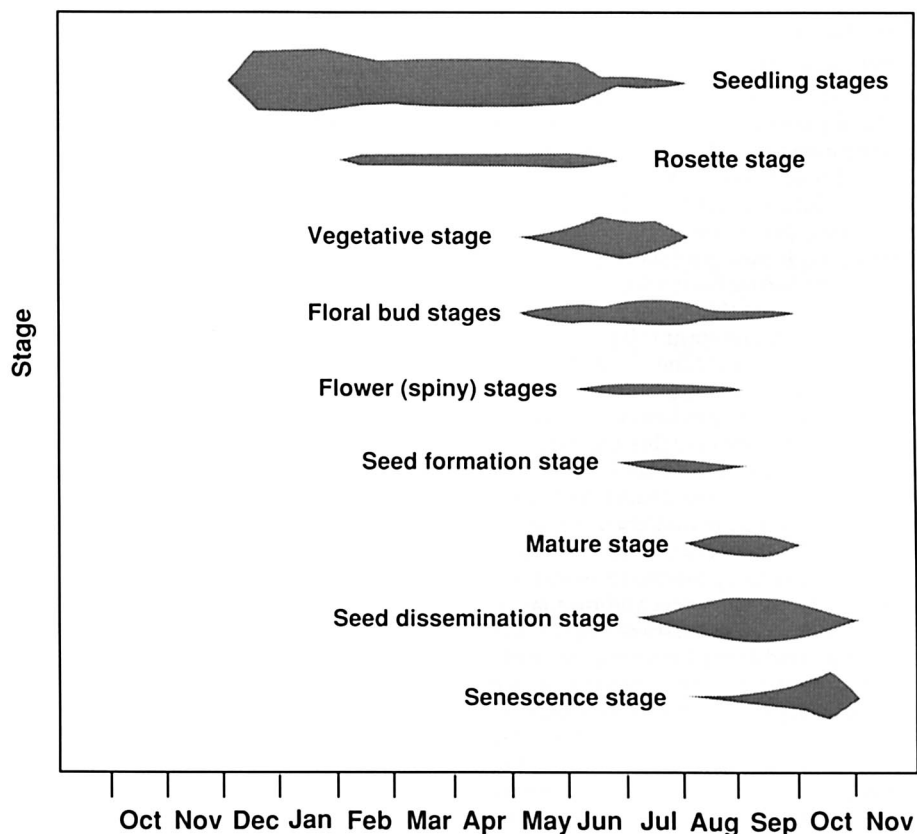 Seedling stages
Rosette stage
Vegetative stage
Floral bud stages
Flower (spiny) stages
Seed formation stage
Mature stage
Seed dissemination stage
Senescence stage
Stage
Oct Nov Dec Jan Feb Mar Apr May Jun Jul Aug Sep Oct Nov